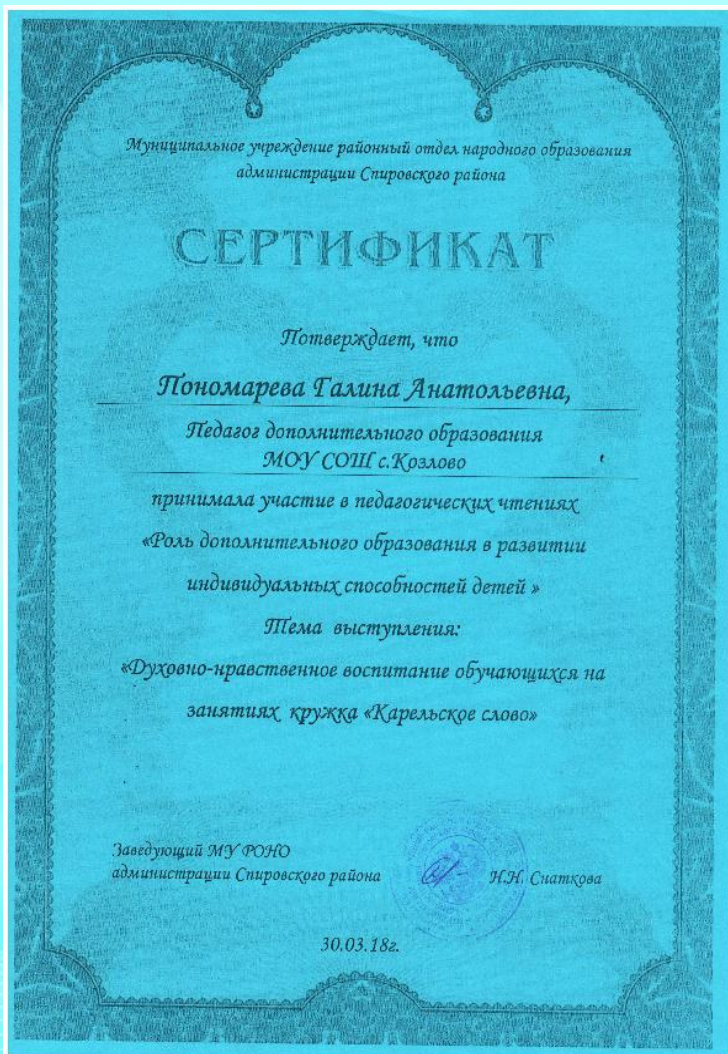 Муниципальное учреждение районный отдел народного образования
администрации Спировского района
СЕРТИФИКАТ
Потверждает, что
Пономарева Галина Анатольевна,
Педагог дополнительного образования
МОУ СОШ с.Козлово
принимала участие в педагогических чтениях
«Роль дополнительного образования в развитии
индивидуальных способностей детей »
Тема выступления:
«Духовно-нравственное воспитание обучающихся на
занятиях кружка «Карельское слово»
Заведующий МУ РОНО
администрации Спировского района Н.Н. Снаткова
30.03.18г.